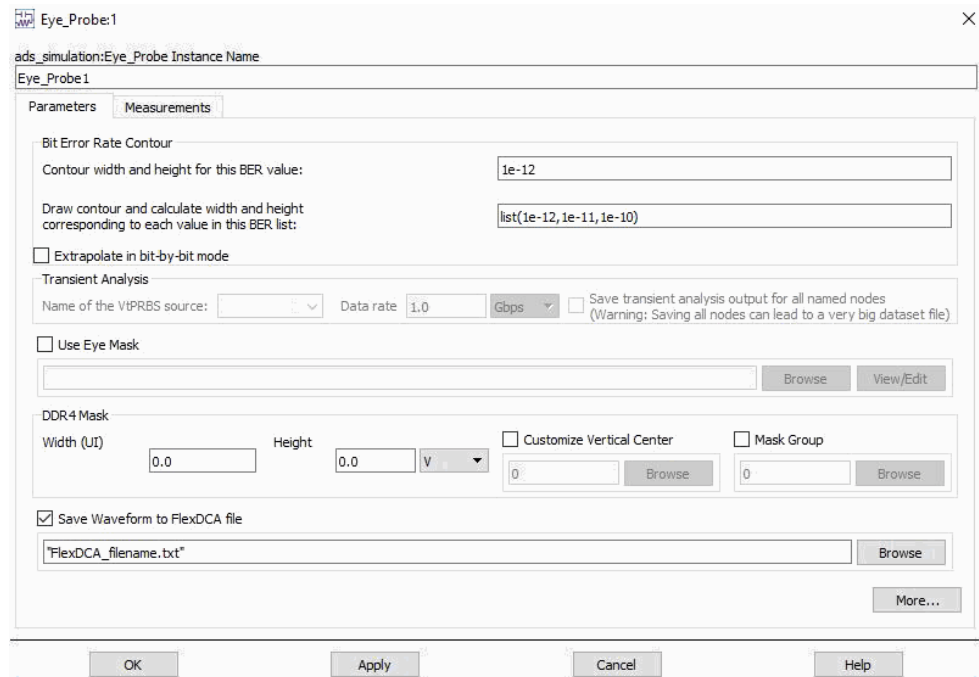 Eye_Probe:1
ads_simulation:Eye_Probe Instance Name
Eye_Probe1
Parameters Measurements
Bit Error Rate Contour
Contour width and height for this BER value: 1e-12
Draw contour and calculate width and height
corresponding to each value in this BER list: list(1e-12,1e-11,1e-10)
Extrapolate in bit-by-bit mode
Transient Analysis
Name of the VtPRBS source: Data rate 1.0 Gbps Save transient analysis output for all named nodes
(Warning: Saving all nodes can lead to a very big dataset file)
Use Eye Mask
Browse View/Edit
DDR4 Mask
Width (UI) Height Customize Vertical Center Mask Group
0.0 0.0 V 0 Browse 0 Browse
Save Waveform to FlexDCA file
"FlexDCA_filename.txt" Browse
More...
OK Apply Cancel Help